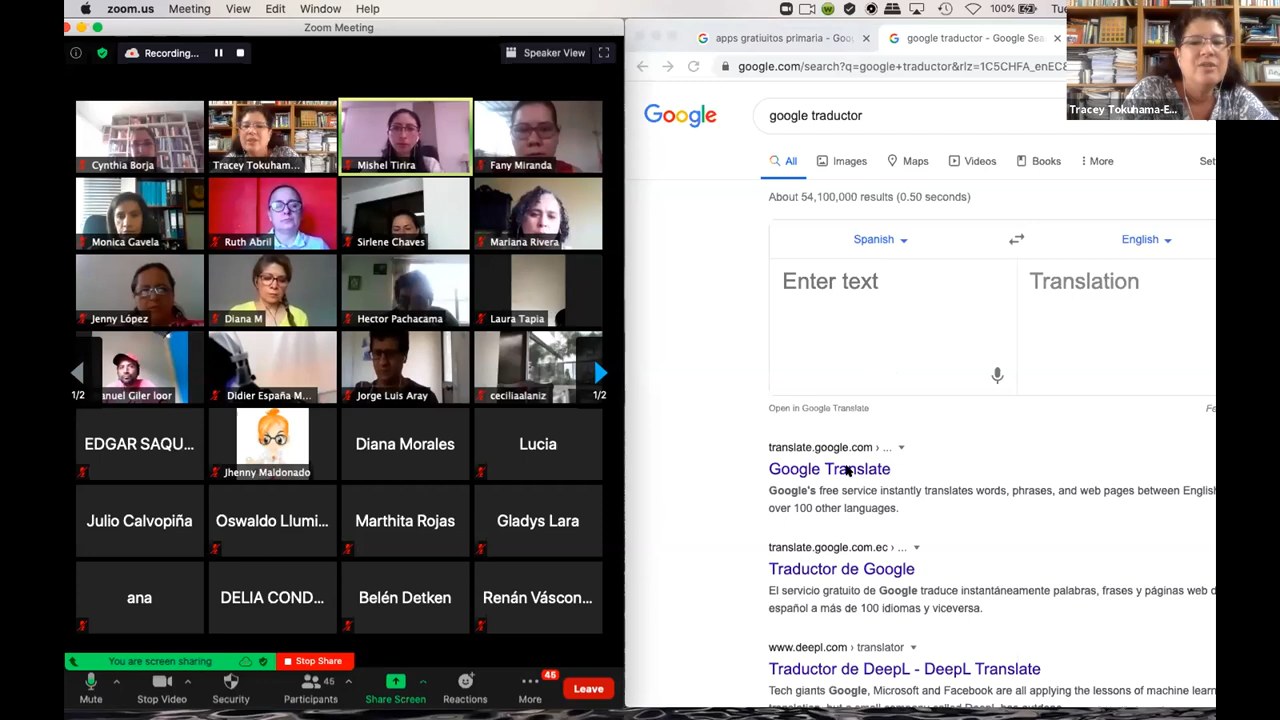 zoom.us Meeting View Edit Window Help
100%
Zoom Meeting
Recording...
Speaker View
Cynthia Borja
Tracey Tokuham...
Mishel Tirira
Fany Miranda
Monica Gavela
Ruth Abril
Sirlene Chaves
Mariana Rivera
Jenny López
Diana M
Hector Pachacama
Laura Tapia
anuel Giler loor
Didier España M...
Jorge Luis Aray
ceciliaalaniz
1/2
1/2
EDGAR SAQU...
Jhenny Maldonado
Diana Morales
Lucia
Julio Calvopiña
Oswaldo Llumi...
Marthita Rojas
Gladys Lara
ana
DELIA COND...
Belén Detken
Renán Váscon...
You are screen sharing
Stop Share
Mute
Stop Video
Security
45
Participants
Share Screen
Reactions
46
More
Leave
apps gratiuitos primaria - Goo
google traductor - Google Sea
google.com/search?q=google+traductor&rlz=1C5CHFA_enEC8
Tracey Tokuhama-E...
Google
google traductor
All
Images
Maps
Videos
Books
More
Set
About 54,100,000 results (0.50 seconds)
Spanish
English
Enter text
Translation
Open in Google Translate
Fe
translate.google.com › ...
Google Translate
Google's free service instantly translates words, phrases, and web pages between English
over 100 other languages.
translate.google.com.ec › ...
Traductor de Google
El servicio gratuito de Google traduce instantáneamente palabras, frases y páginas web d
español a más de 100 idiomas y viceversa.
www.deepl.com › translator
Traductor de DeepL - DeepL Translate
Tech giants Google, Microsoft and Facebook are all applying the lessons of machine learn